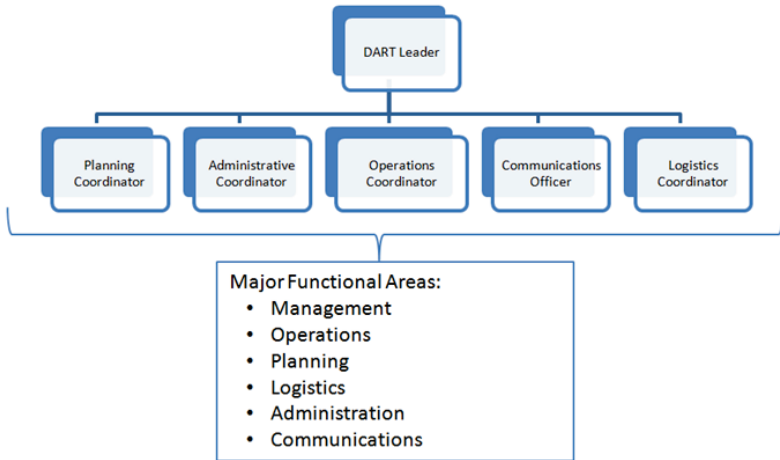 DART Leader
Planning
Coordinator
Administrative
Coordinator
Operations
Coordinator
Communications
Officer
Logistics
Coordinator
Major Functional Areas:
• Management
• Operations
• Planning
• Logistics
• Administration
• Communications